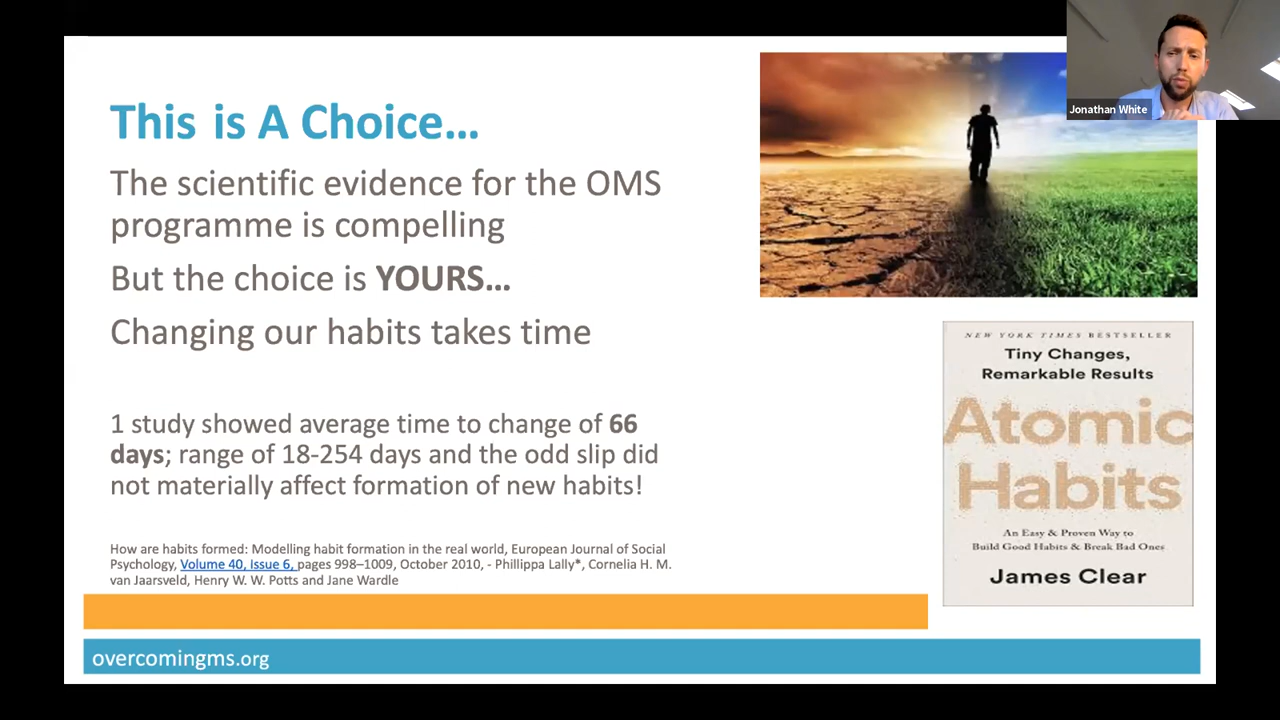 This is A Choice…
The scientific evidence for the OMS
programme is compelling
But the choice is YOURS…
Changing our habits takes time
1 study showed average time to change of 66
days; range of 18-254 days and the odd slip did
not materially affect formation of new habits!
How are habits formed: Modelling habit formation in the real world, European Journal of Social
Psychology, Volume 40, Issue 6, pages 998–1009, October 2010, - Phillippa Lally*, Cornelia H. M.
van Jaarsveld, Henry W. W. Potts and Jane Wardle
overcomingms.org
Jonathan White
NEW YORK TIMES BESTSELLER
Tiny Changes,
Remarkable Results
Atomic
Habits
An Easy & Proven Way to
Build Good Habits & Break Bad Ones
James Clear